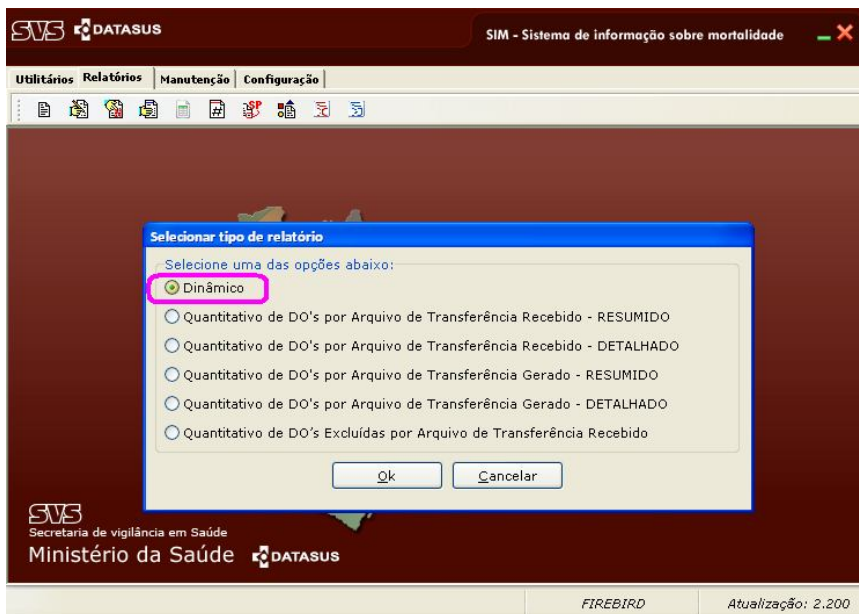 SVS DATASUS
SIM - Sistema de informação sobre mortalidade
Utilitários Relatórios Manutenção Configuração
Selecionar tipo de relatório
Selecione uma das opções abaixo:
Dinâmico
Quantitativo de DO's por Arquivo de Transferência Recebido - RESUMIDO
Quantitativo de DO's por Arquivo de Transferência Recebido - DETALHADO
Quantitativo de DO's por Arquivo de Transferência Gerado - RESUMIDO
Quantitativo de DO's por Arquivo de Transferência Gerado - DETALHADO
Quantitativo de DO's Excluídas por Arquivo de Transferência Recebido
Ok Cancelar
SVS
Secretaria de vigilância em Saúde
Ministério da Saúde DATASUS
FIREBIRD Atualização: 2.200